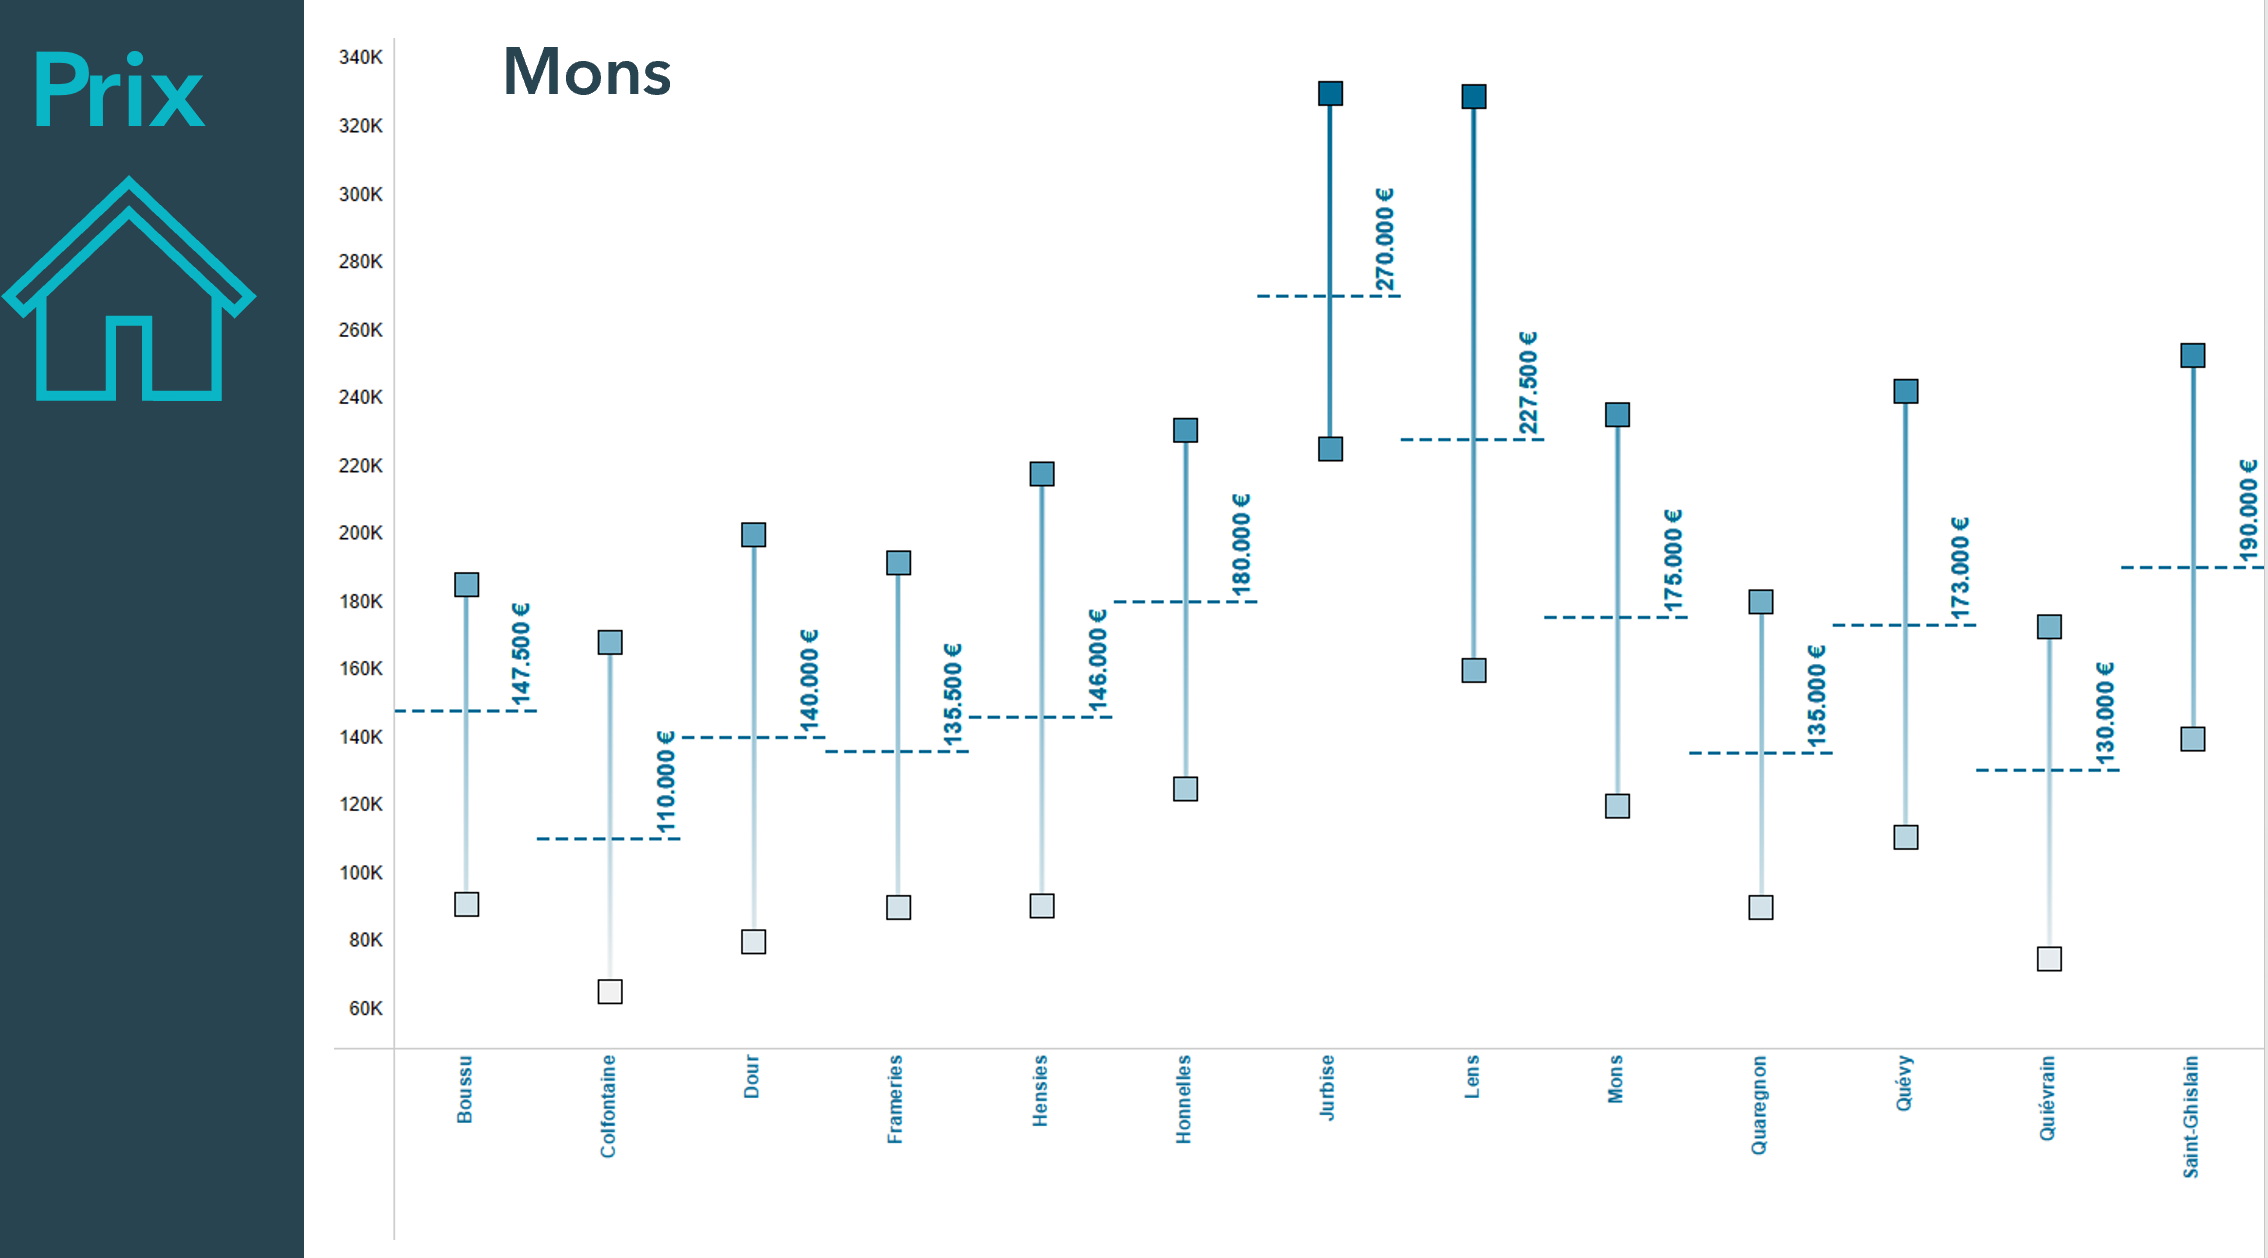 Prix
Mons
340K
320K
300K
280K
260K
240K
220K
200K
180K
160K
140K
120K
100K
80K
60K
147.500 €
110.000 €
140.000 €
135.500 €
146.000 €
180.000 €
270.000 €
227.500 €
175.000 €
135.000 €
173.000 €
130.000 €
190.000 €
Boussu
Colfontaine
Dour
Frameries
Hensies
Honnelles
Jurbise
Lens
Mons
Quaregnon
Quévy
Quiévrain
Saint-Ghislain